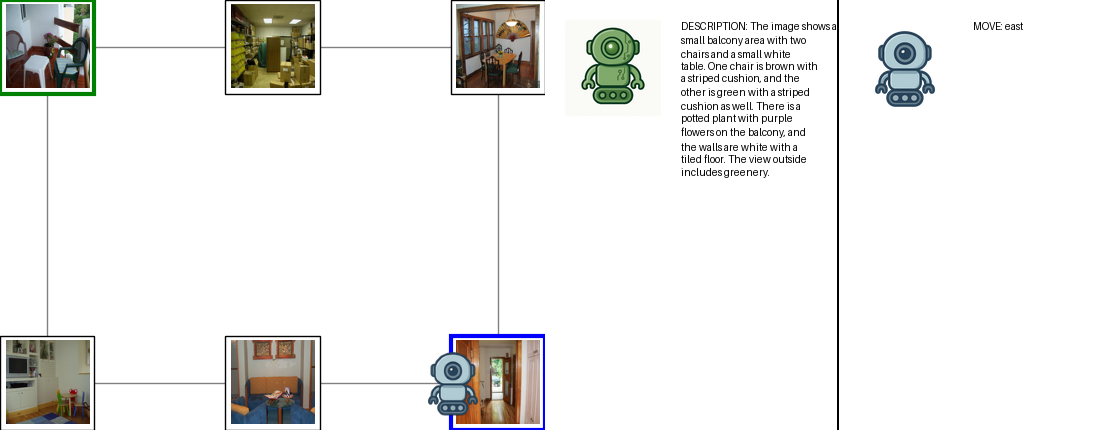 DESCRIPTION: The image shows a
small balcony area with two
chairs and a small white
table. One chair is brown with
a striped cushion, and the
other is green with a striped
cushion as well. There is a
potted plant with purple
flowers on the balcony, and
the walls are white with a
tiled floor. The view outside
includes greenery.
MOVE: east